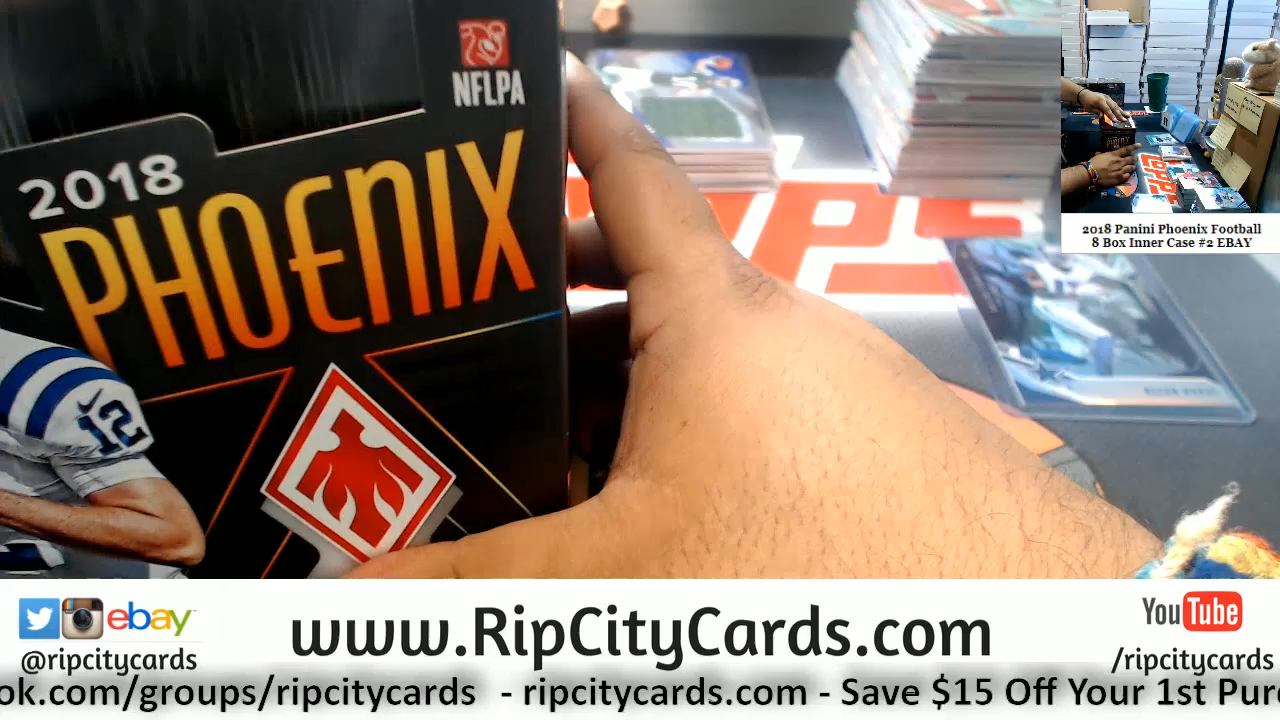 NFLPA
2018
PHOENIX
12
2018 Panini Phoenix Football
8 Box Inner Case #2 EBAY
ebay
@ripcitycards
www.RipCityCards.com
YouTube
/ripcitycards
ok.com/groups/ripcitycards - ripcitycards.com - Save $15 Off Your 1st Pur